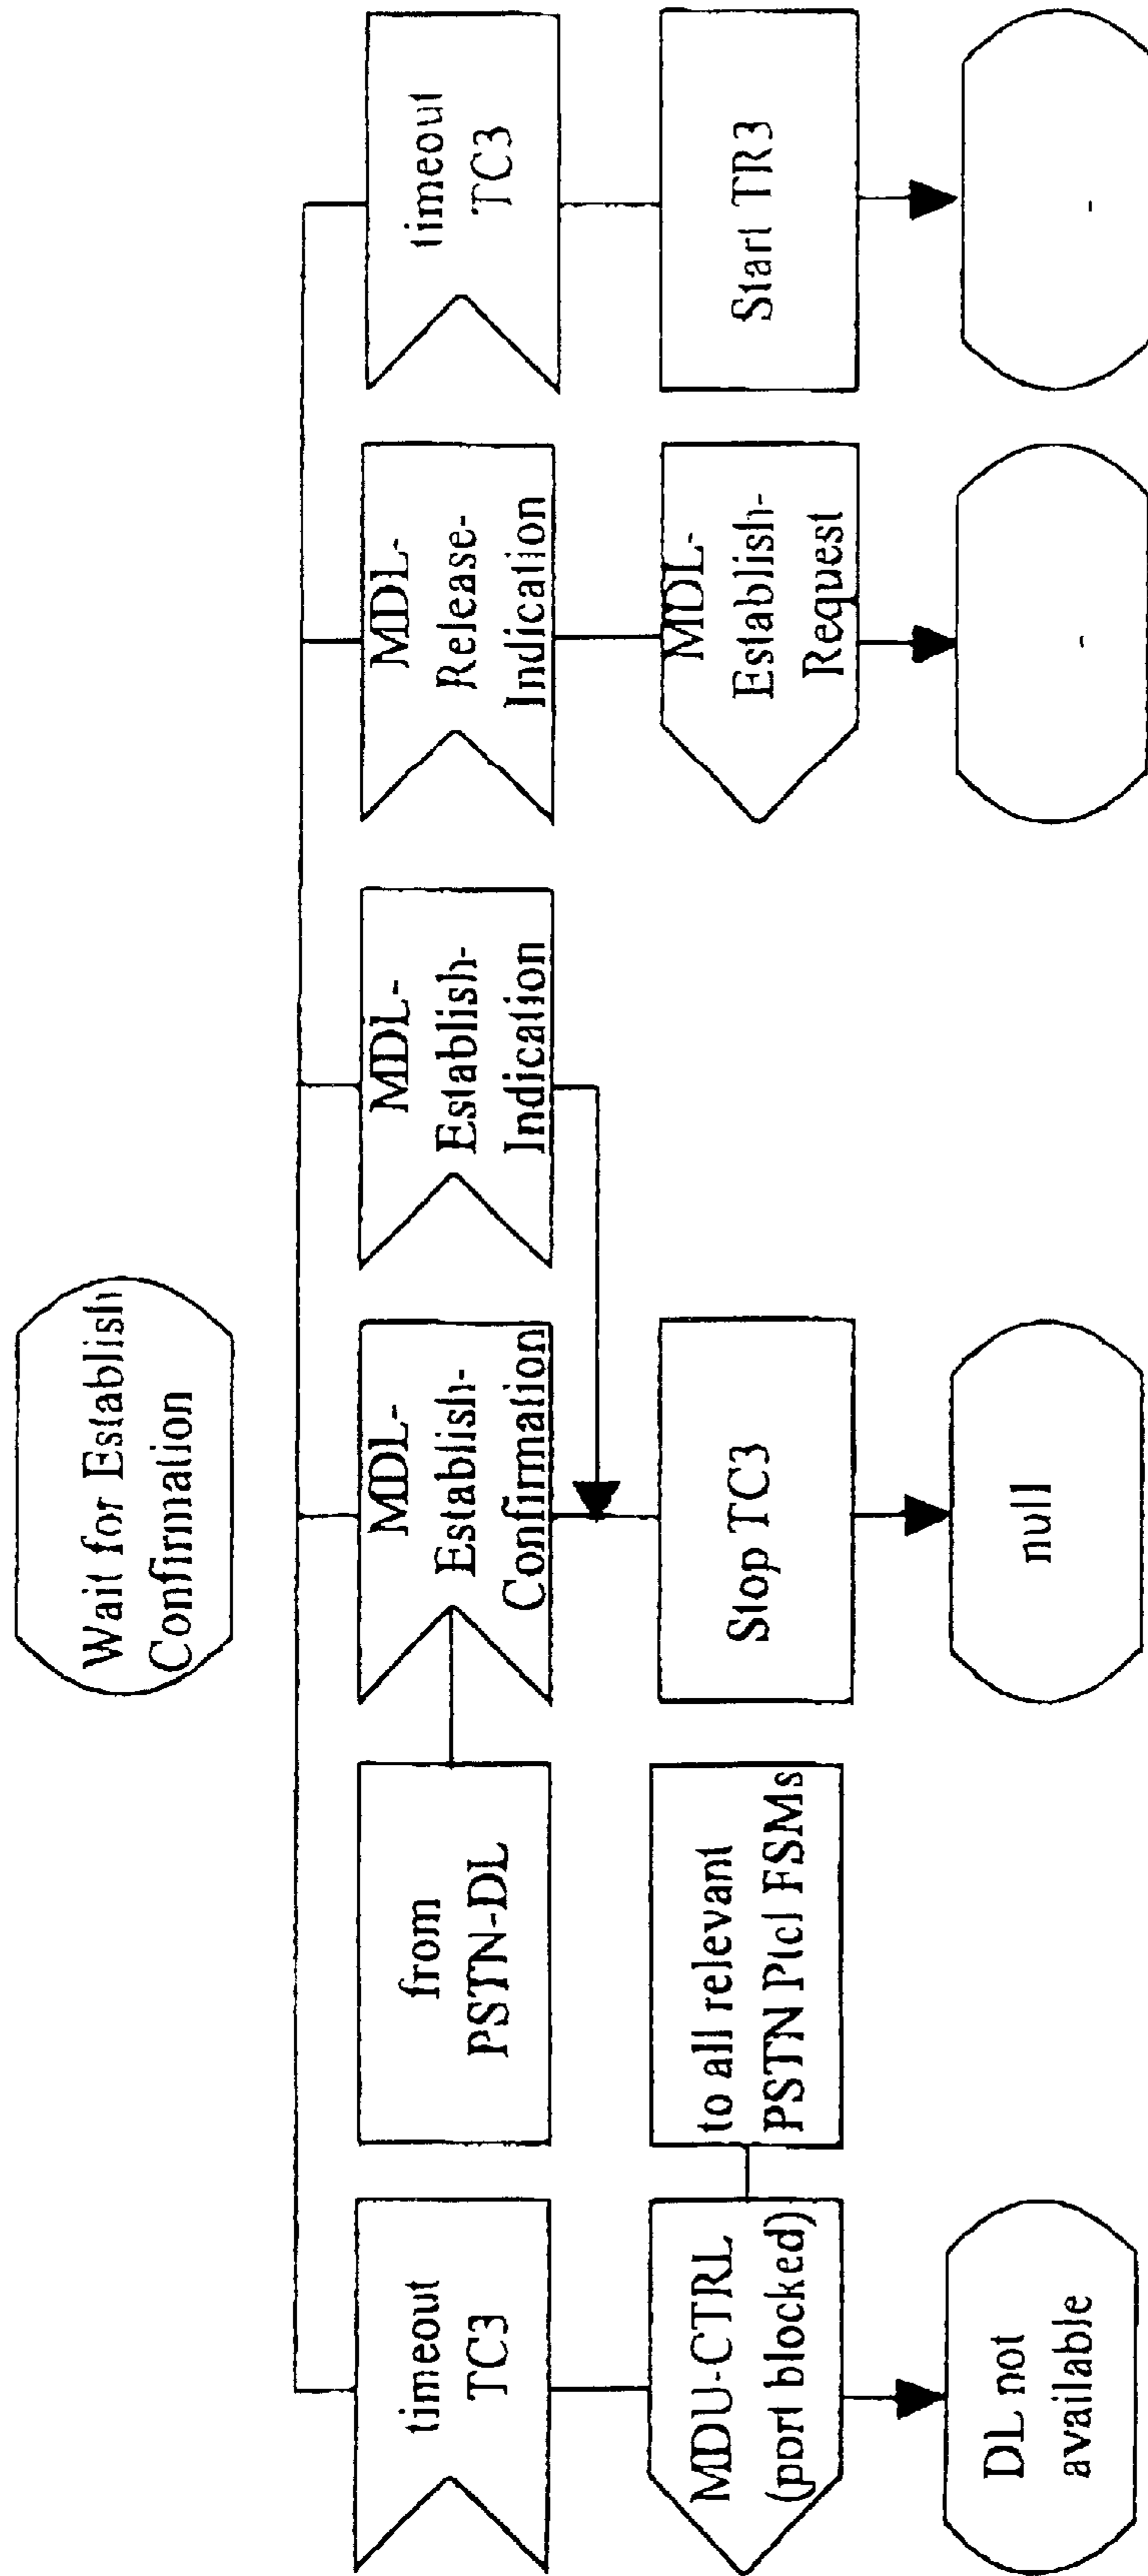 Wait for Establish
Confirmation
timeout
TC3
from
PSTN-DL
MDL-
Establish-
Confirmation
MDL-
Establish-
Indication
MDL-
Release-
Indication
timeout
TC3
MDU-CTRL
(port blocked)
to all relevant
PSTN Ptcl FSMs
Stop TC3
MDL-
Establish-
Request
Start TR3
DL not
available
null
-
-